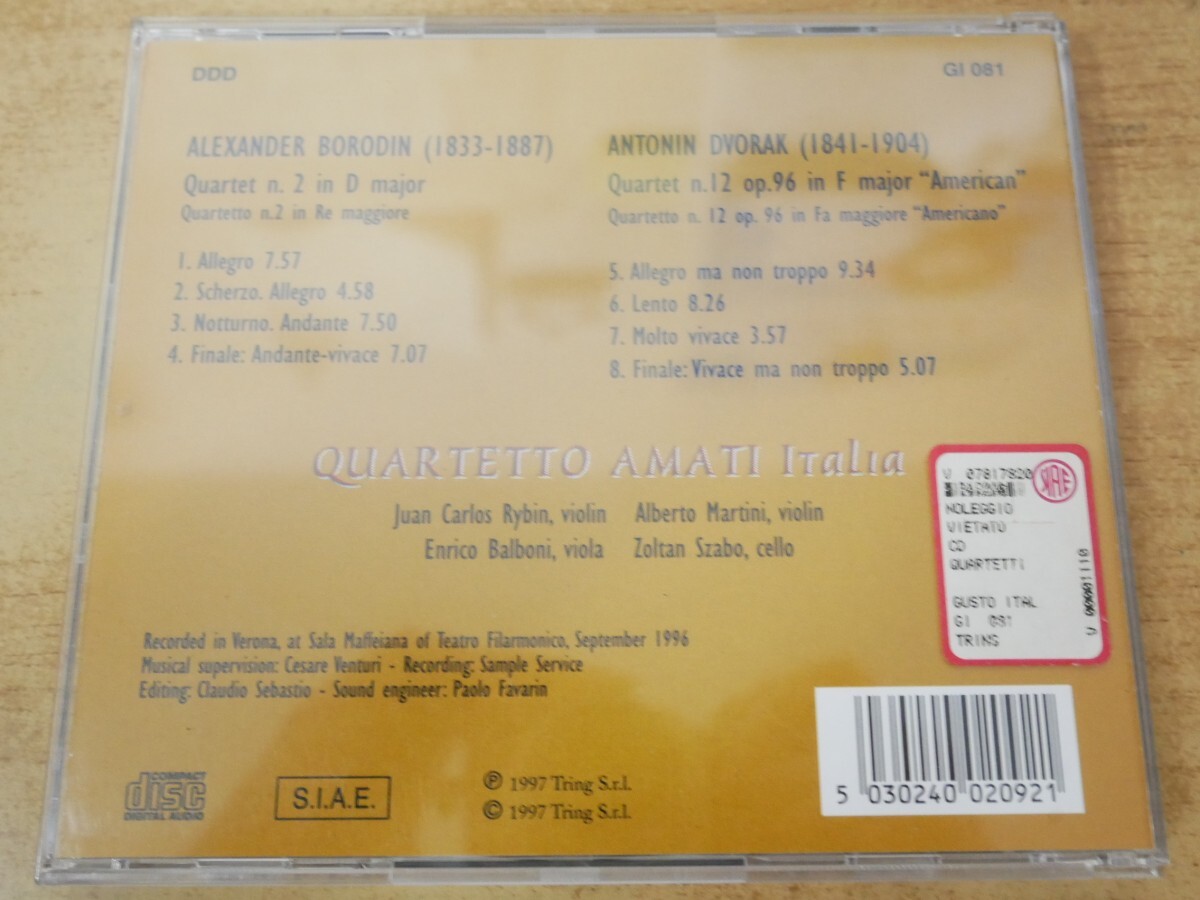 DDD
GI 081
ALEXANDER BORODIN (1833-1887)
Quartet n. 2 in D major
Quartetto n.2 in Re maggiore
1. Allegro 7.57
2. Scherzo. Allegro 4.58
3. Notturno. Andante 7.50
4. Finale: Andante-vivace 7.07
ANTONIN DVORAK (1841-1904)
Quartet n.12 op.96 in F major “American”
Quartetto n. 12 op. 96 in Fa maggiore “Americano”
5. Allegro ma non troppo 9.34
6. Lento 8.26
7. Molto vivace 3.57
8. Finale: Vivace ma non troppo 5.07
QUARTETTO AMATI Italia
Juan Carlos Rybin, violin Alberto Martini, violin
Enrico Balboni, viola Zoltan Szabo, cello
V 07817820
SIAE
NOLEGGIO
VIETATO
CD
QUARTETTI
GUSTO ITAL
GI 081
TRING
Recorded in Verona, at Sala Maffeiana of Teatro Filarmonico, September 1996
Musical supervision: Cesare Venturi - Recording: Sample Service
Editing: Claudio Sebastio - Sound engineer: Paolo Favarin
COMPACT
disc
DIGITAL AUDIO
S.I.A.E.
℗ 1997 Tring S.r.l.
© 1997 Tring S.r.l.
5 030240 020921